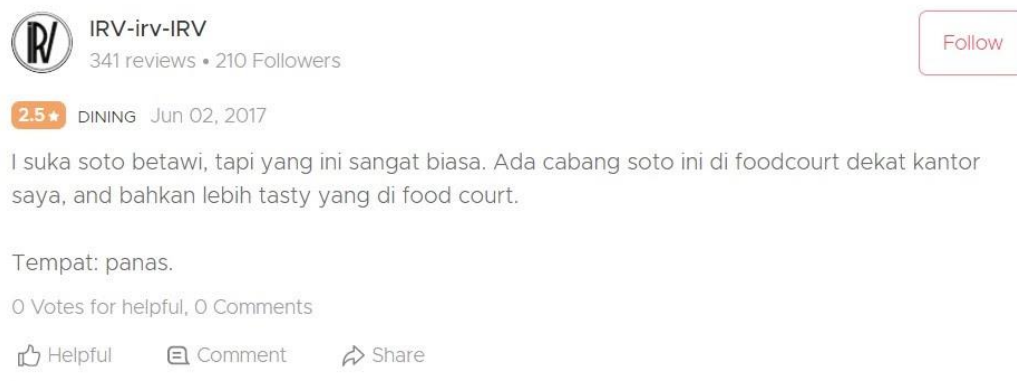 IRV
IRV-irv-IRV
341 reviews • 210 Followers
Follow
2.5★ DINING Jun 02, 2017
I suka soto betawi, tapi yang ini sangat biasa. Ada cabang soto ini di foodcourt dekat kantor
saya, and bahkan lebih tasty yang di food court.
Tempat: panas.
0 Votes for helpful, 0 Comments
Helpful Comment Share